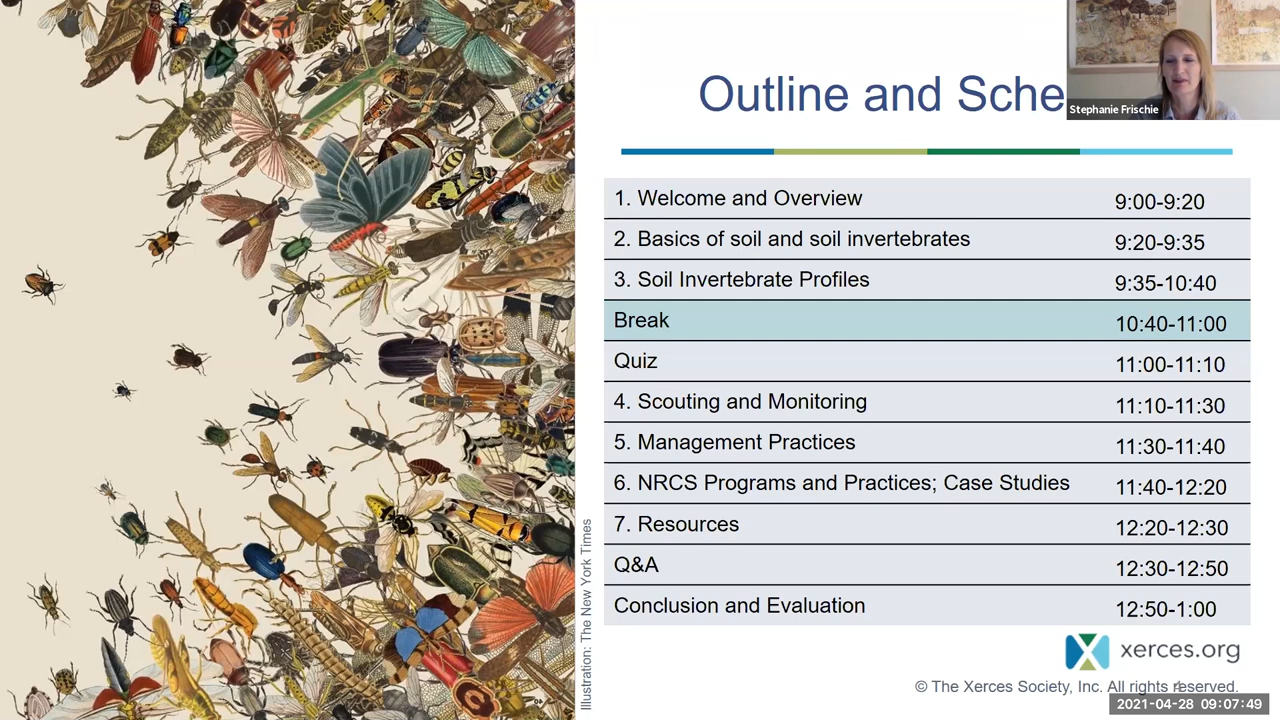 Outline and Sche
Stephanie Frischie
1. Welcome and Overview 9:00-9:20
2. Basics of soil and soil invertebrates 9:20-9:35
3. Soil Invertebrate Profiles 9:35-10:40
Break 10:40-11:00
Quiz 11:00-11:10
4. Scouting and Monitoring 11:10-11:30
5. Management Practices 11:30-11:40
6. NRCS Programs and Practices; Case Studies 11:40-12:20
7. Resources 12:20-12:30
Q&A 12:30-12:50
Conclusion and Evaluation 12:50-1:00
Illustration: The New York Times
xerces.org
© The Xerces Society, Inc. All rights reserved.
2021-04-28 09:07:49